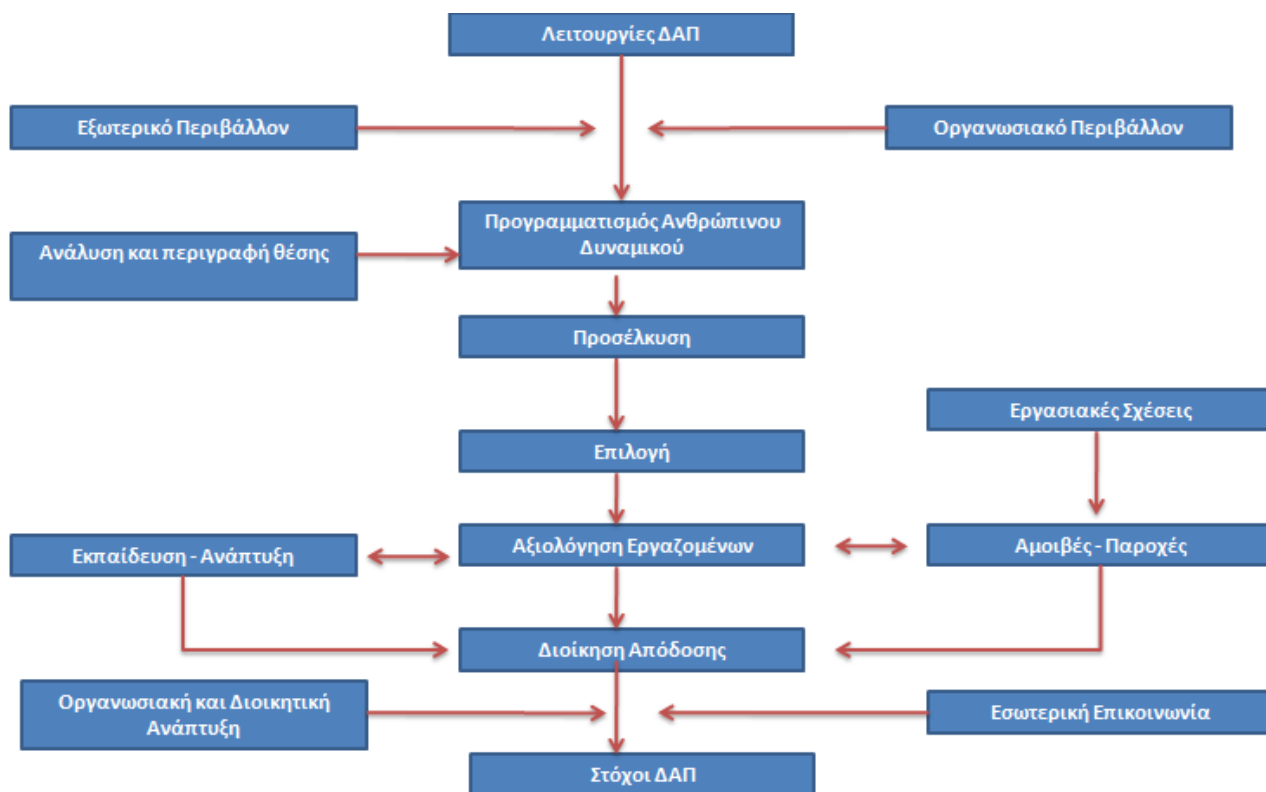 Λειτουργίες ΔΑΠ
Εξωτερικό Περιβάλλον
Οργανωσιακό Περιβάλλον
Προγραμματισμός Ανθρώπινου
Δυναμικού
Ανάλυση και περιγραφή θέσης
Προσέλκυση
Εργασιακές Σχέσεις
Επιλογή
Εκπαίδευση - Ανάπτυξη
Αξιολόγηση Εργαζομένων
Αμοιβές - Παροχές
Διοίκηση Απόδοσης
Οργανωσιακή και Διοικητική
Ανάπτυξη
Εσωτερική Επικοινωνία
Στόχοι ΔΑΠ